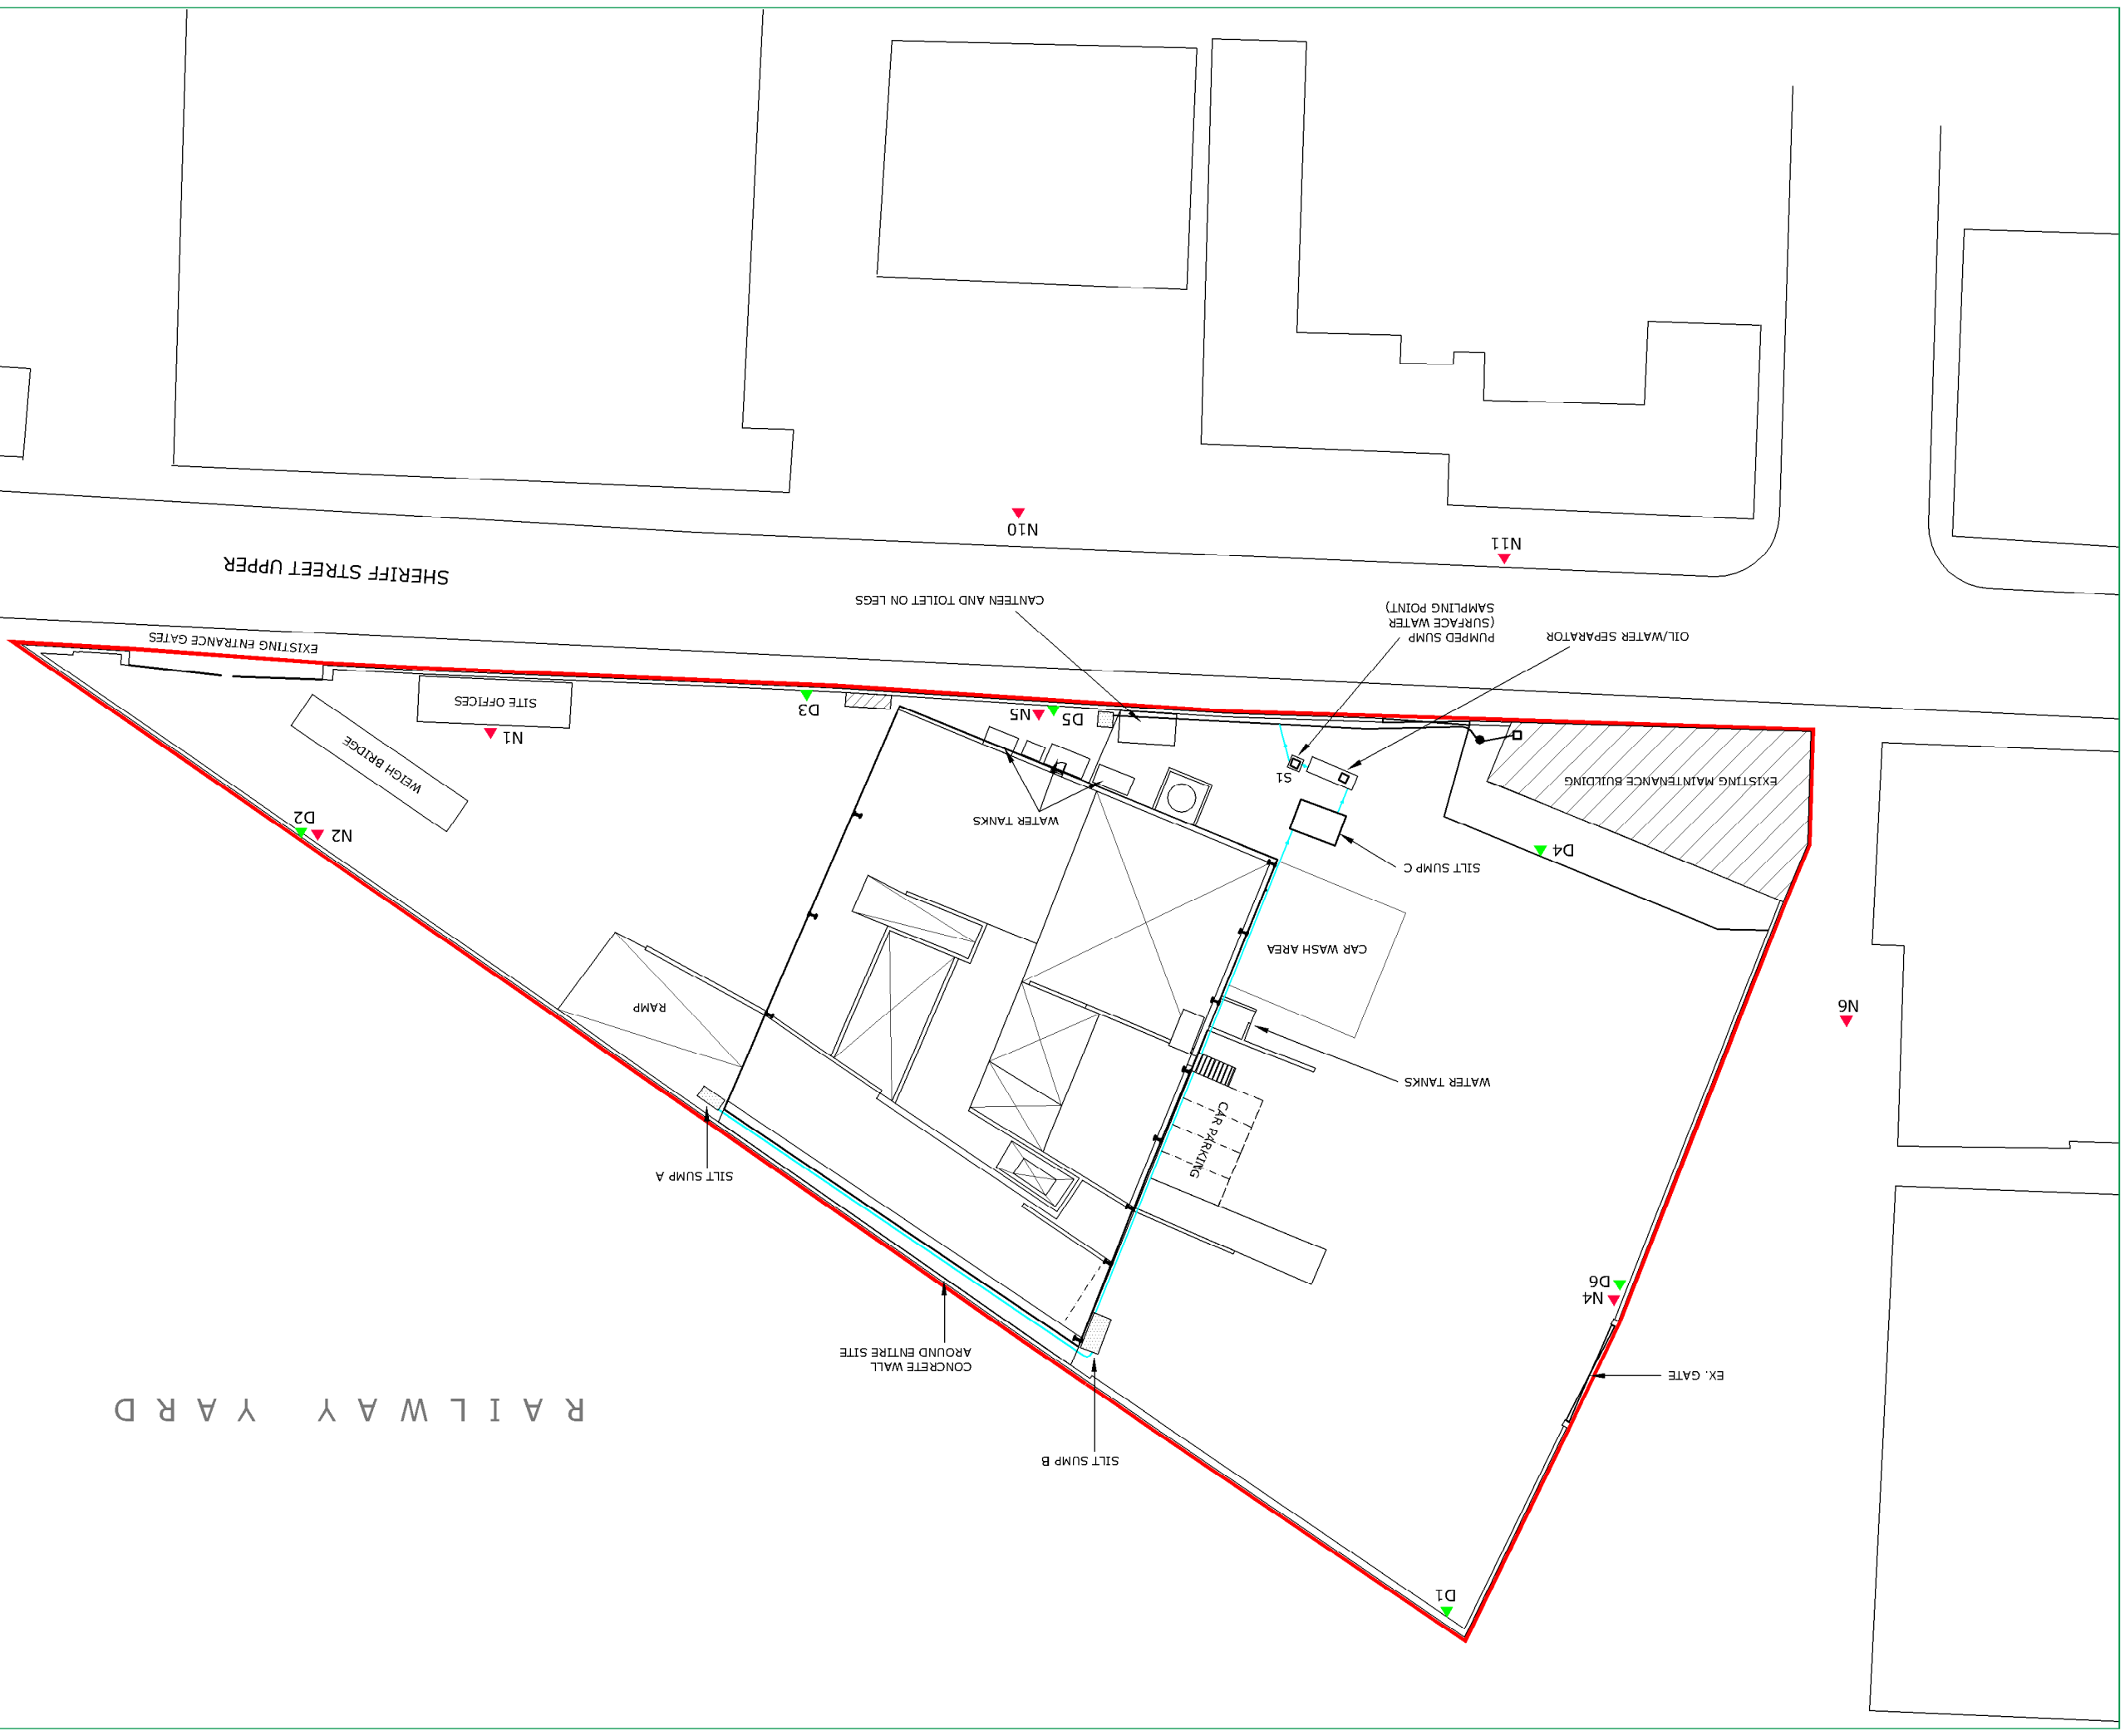 D1
SILT SUMP B
RAILWAY YARD
EX. GATE
CONCRETE WALL
AROUND ENTIRE SITE
N4
D6
SILT SUMP A
CAR PARKING
WATER TANKS
RAMP
N6
CAR WASH AREA
SILT SUMP C
D4
WATER TANKS
N2
D2
EXISTING MAINTENANCE BUILDING
S1
WEIGH BRIDGE
N1
D5
N5
D3
SITE OFFICES
EXISTING ENTRANCE GATES
OIL/WATER SEPARATOR
PUMPED SUMP
(SURFACE WATER
SAMPLING POINT)
CANTEEN AND TOILET ON LEGS
SHERIFF STREET UPPER
N11
N10